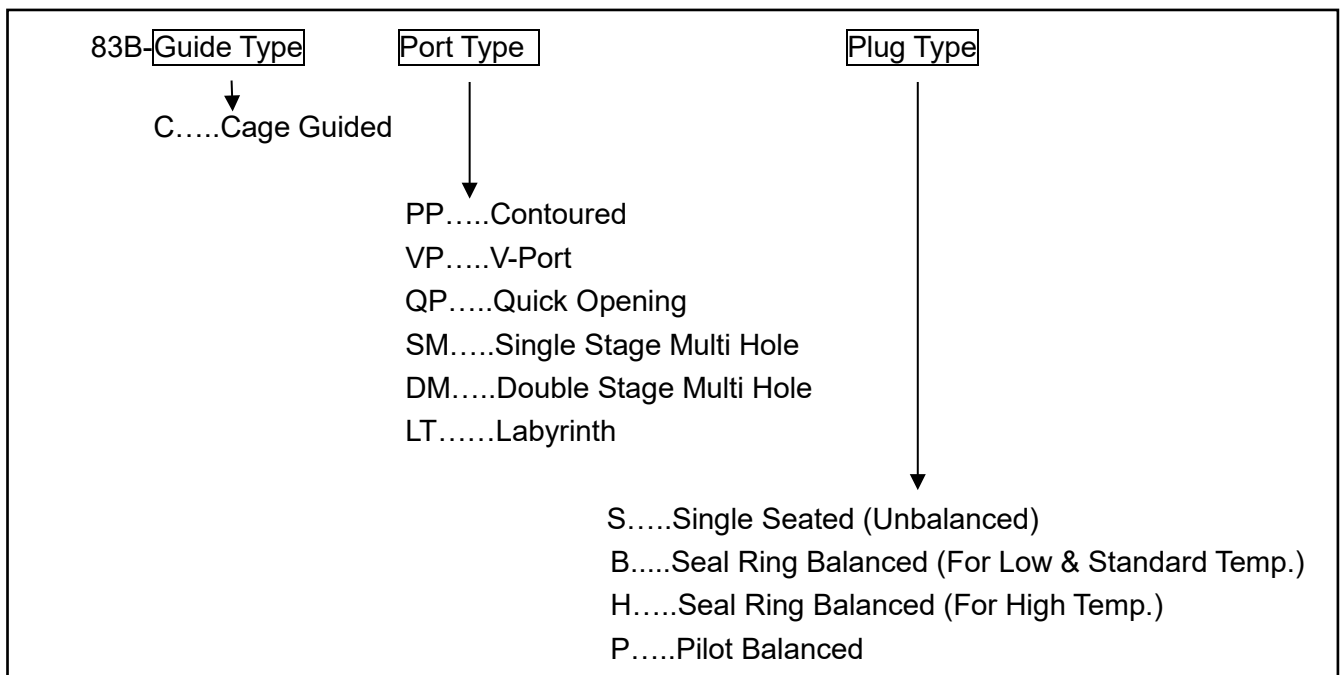 83B-Guide Type Port Type Plug Type
C…..Cage Guided
PP…..Contoured
VP…..V-Port
QP…..Quick Opening
SM…..Single Stage Multi Hole
DM…..Double Stage Multi Hole
LT……Labyrinth
S…..Single Seated (Unbalanced)
B.....Seal Ring Balanced (For Low & Standard Temp.)
H…..Seal Ring Balanced (For High Temp.)
P…..Pilot Balanced